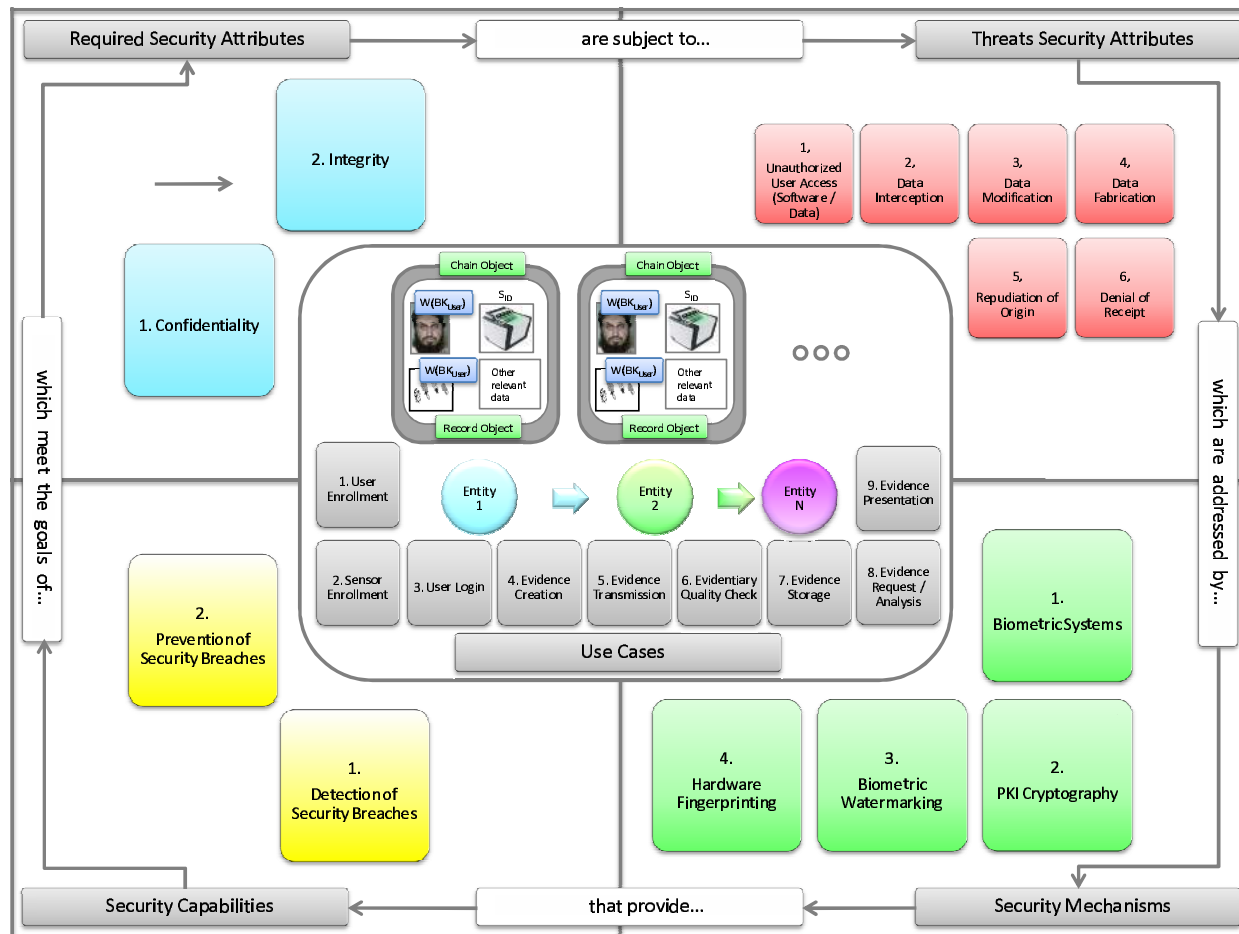 Required Security Attributes
are subject to...
Threats Security Attributes
2. Integrity
1. Confidentiality
1,
Unauthorized
User Access
(Software /
Data)
2,
Data
Interception
3,
Data
Modification
4,
Data
Fabrication
5,
Repudiation of
Origin
6,
Denial of
Receipt
which meet the goals of...
which are addressed by...
Chain Object
W(BKUser)
SID
W(BKUser)
Other
relevant
data
Record Object
Chain Object
W(BKUser)
SID
W(BKUser)
Other
relevant
data
Record Object
1. User
Enrollment
Entity
1
Entity
2
Entity
N
9. Evidence
Presentation
2. Sensor
Enrollment
3. User Login
4. Evidence
Creation
5. Evidence
Transmission
6. Evidentiary
Quality Check
7. Evidence
Storage
8. Evidence
Request /
Analysis
Use Cases
2.
Prevention of
Security Breaches
1.
Detection of
Security Breaches
1.
Biometric Systems
4.
Hardware
Fingerprinting
3.
Biometric
Watermarking
2.
PKI Cryptography
Security Capabilities
that provide...
Security Mechanisms